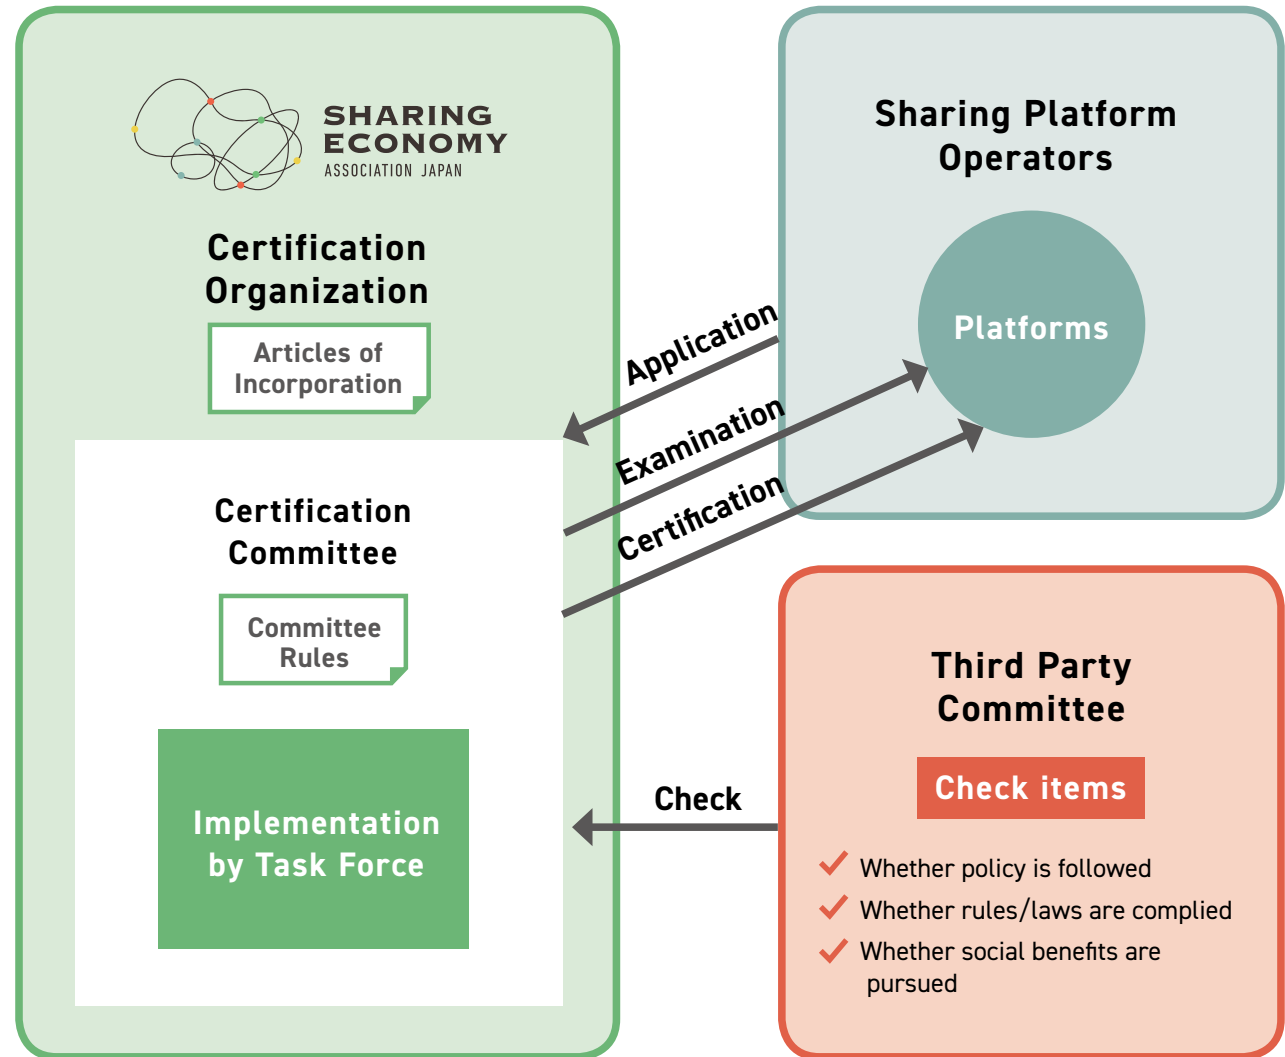 SHARING
ECONOMY
ASSOCIATION JAPAN
Certification
Organization
Articles of
Incorporation
Certification
Committee
Committee
Rules
Implementation
by Task Force
Application
Examination
Certification
Check
Sharing Platform
Operators
Platforms
Third Party
Committee
Check items
Whether policy is followed
Whether rules/laws are complied
Whether social benefits are
pursued